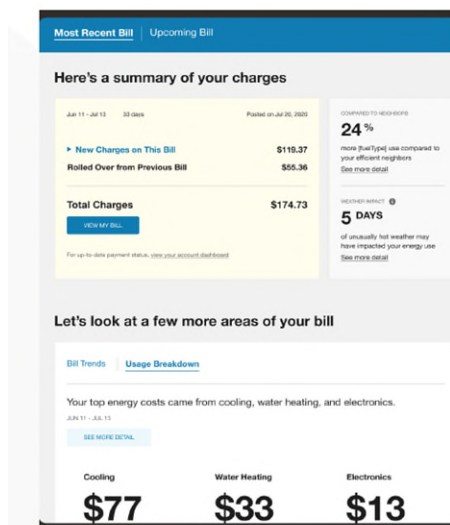 Most Recent Bill | Upcoming Bill
Here's a summary of your charges
Jun 11 - Jul 13 33 days Posted on Jul 20, 2020
New Charges on This Bill $119.37
Rolled Over from Previous Bill $55.36
Total Charges $174.73
VIEW MY BILL
For up-to-date payment status, view your account dashboard
COMPARED TO NEIGHBORS
24 %
more [fuelType] use compared to
your efficient neighbors
See more detail
WEATHER IMPACT
5 DAYS
of unusually hot weather may
have impacted your energy use
See more detail
Let's look at a few more areas of your bill
Bill Trends | Usage Breakdown
Your top energy costs came from cooling, water heating, and electronics.
JUN 11 - JUL 13
SEE MORE DETAIL
Cooling Water Heating Electronics
$77 $33 $13